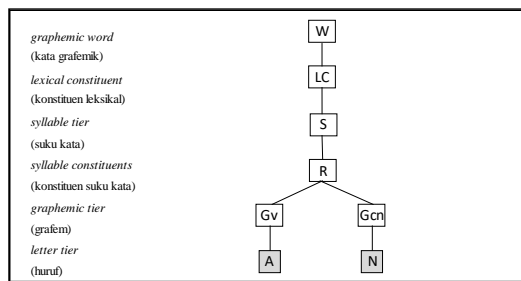 graphemic word
(kata grafemik)
lexical constituent
(konstituen leksikal)
syllable tier
(suku kata)
syllable constituents
(konstituen suku kata)
graphemic tier
(grafem)
letter tier
(huruf)
W
LC
S
R
Gv Gcn
A N